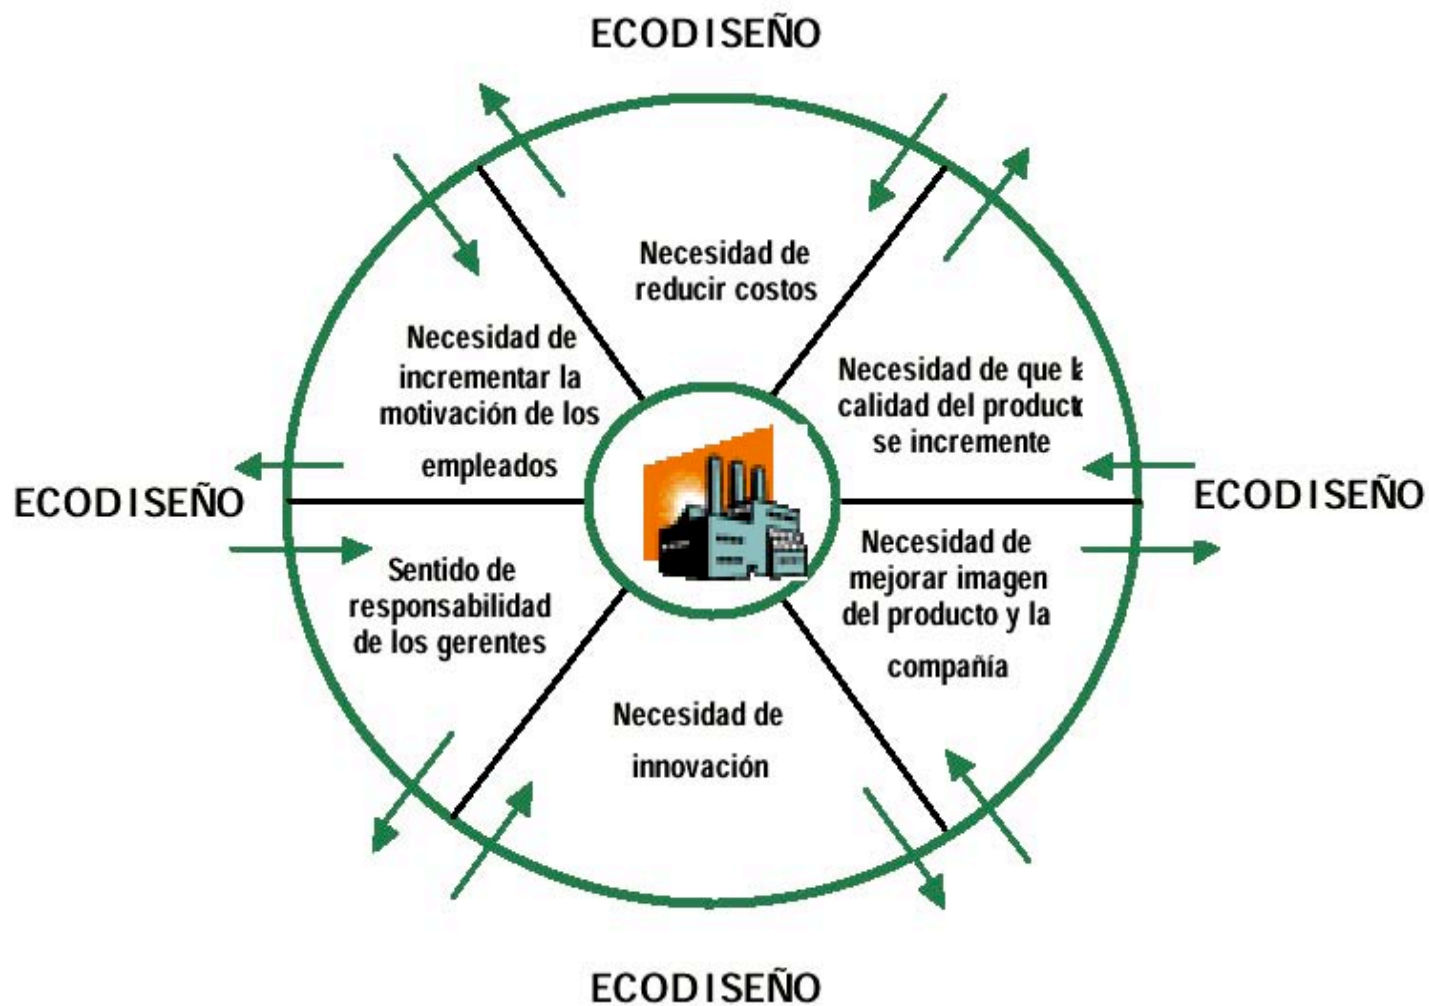 ECODISEÑO
Necesidad de
reducir costos
Necesidad de
incrementar la
motivación de los
empleados
Necesidad de que l
calidad del product
se incremente
ECODISEÑO
ECODISEÑO
Sentido de
responsabilidad
de los gerentes
Necesidad de
mejorar imagen
del producto y la
compañía
Necesidad de
innovación
ECODISEÑO